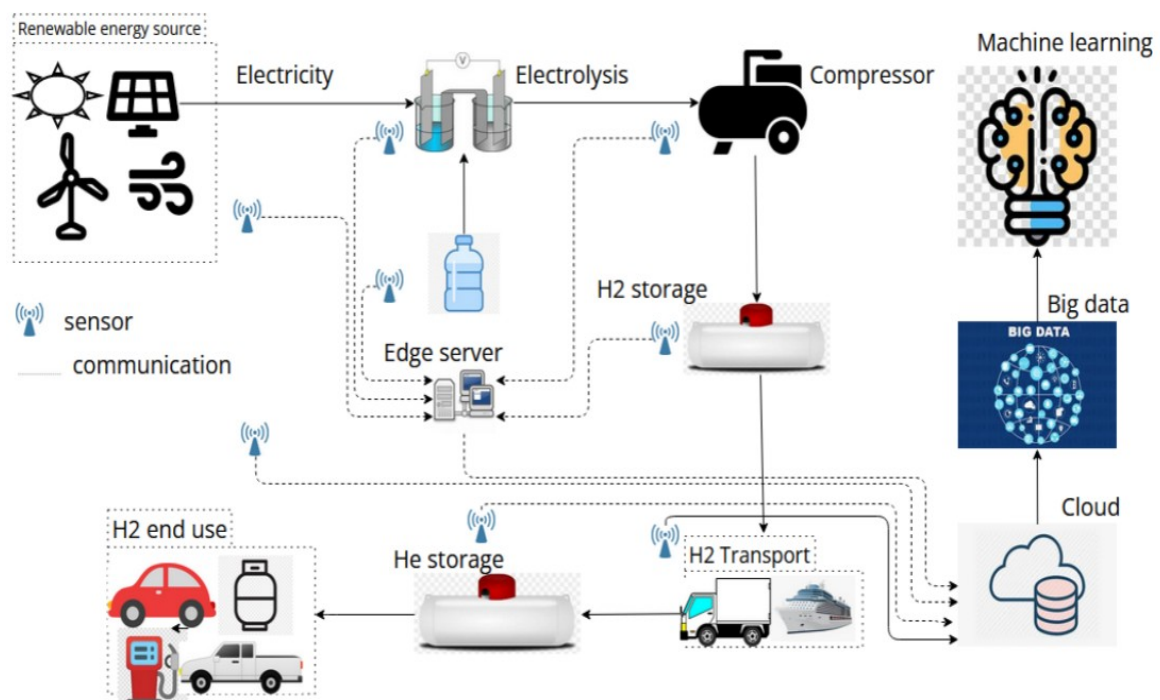 Renewable energy source
Electricity
V
Electrolysis
Compressor
Machine learning
H2 storage
sensor
communication
Edge server
Big data
BIG DATA
Cloud
H2 end use
He storage
H2 Transport